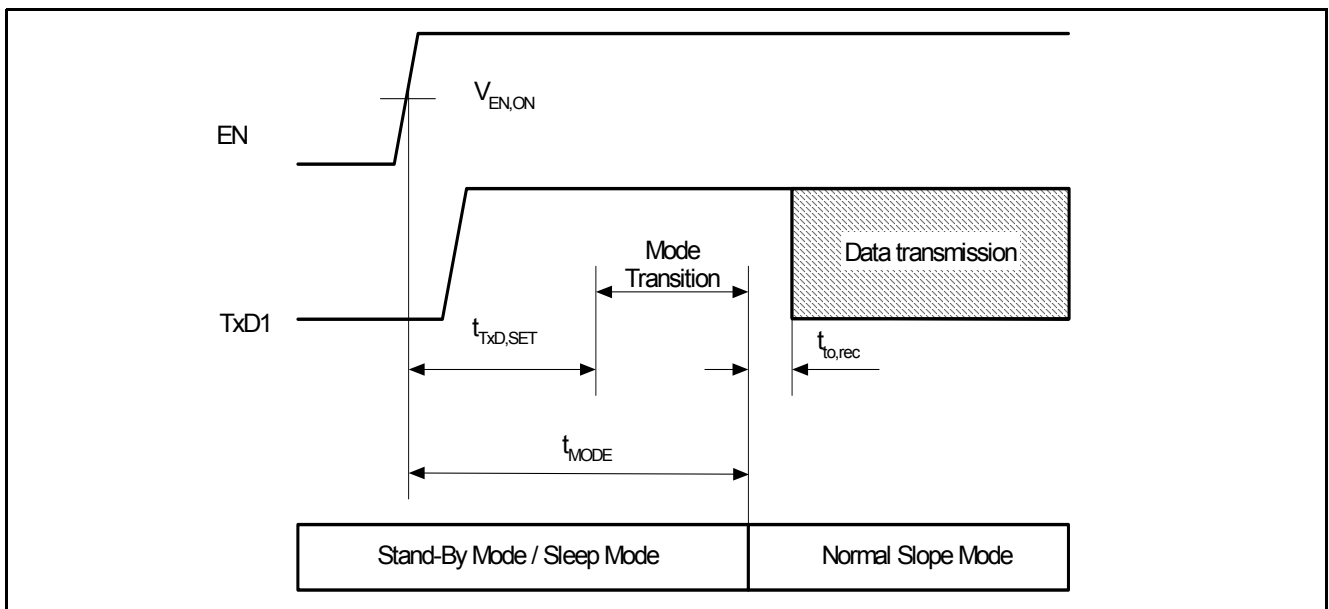 V_EN,ON
EN
Mode
Transition
Data transmission
TxD1
t_TxD,SET
t_to,rec
t_MODE
Stand-By Mode / Sleep Mode
Normal Slope Mode